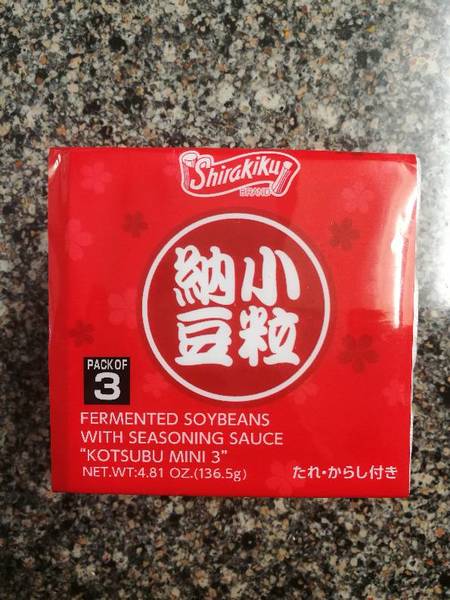 Shirakiku
BRAND
小粒
納豆
PACK OF
3
FERMENTED SOYBEANS
WITH SEASONING SAUCE
"KOTSUBU MINI 3"
NET.WT:4.81 OZ.(136.5g)
たれ・からし付き